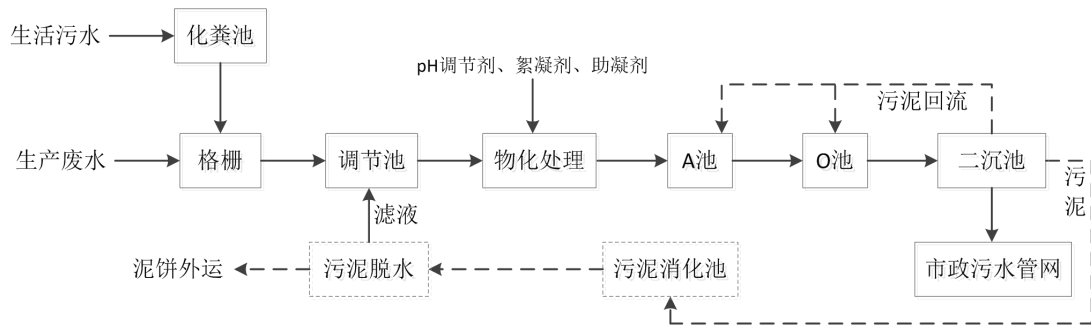 生活污水
化粪池
pH调节剂、絮凝剂、助凝剂
污泥回流
生产废水
格栅
调节池
物化处理
A池
O池
二沉池
污
泥
滤液
泥饼外运
污泥脱水
污泥消化池
市政污水管网